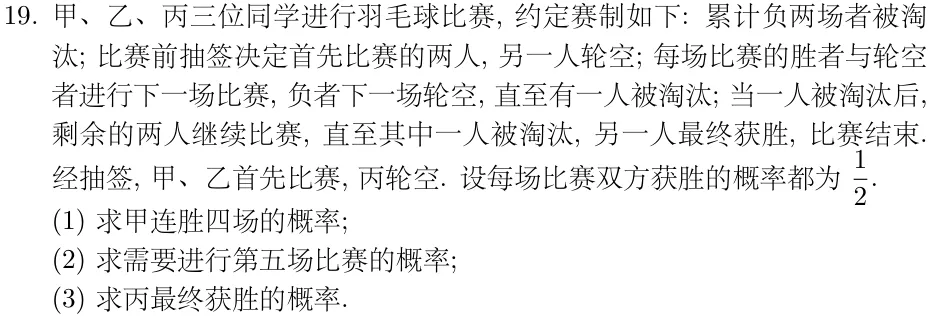 19. 甲、乙、丙三位同学进行羽毛球比赛, 约定赛制如下: 累计负两场者被淘
汰; 比赛前抽签决定首先比赛的两人, 另一人轮空; 每场比赛的胜者与轮空
者进行下一场比赛, 负者下一场轮空, 直至有一人被淘汰; 当一人被淘汰后,
剩余的两人继续比赛, 直至其中一人被淘汰, 另一人最终获胜, 比赛结束.
经抽签, 甲、乙首先比赛, 丙轮空. 设每场比赛双方获胜的概率都为 1/2.
(1) 求甲连胜四场的概率;
(2) 求需要进行第五场比赛的概率;
(3) 求丙最终获胜的概率.